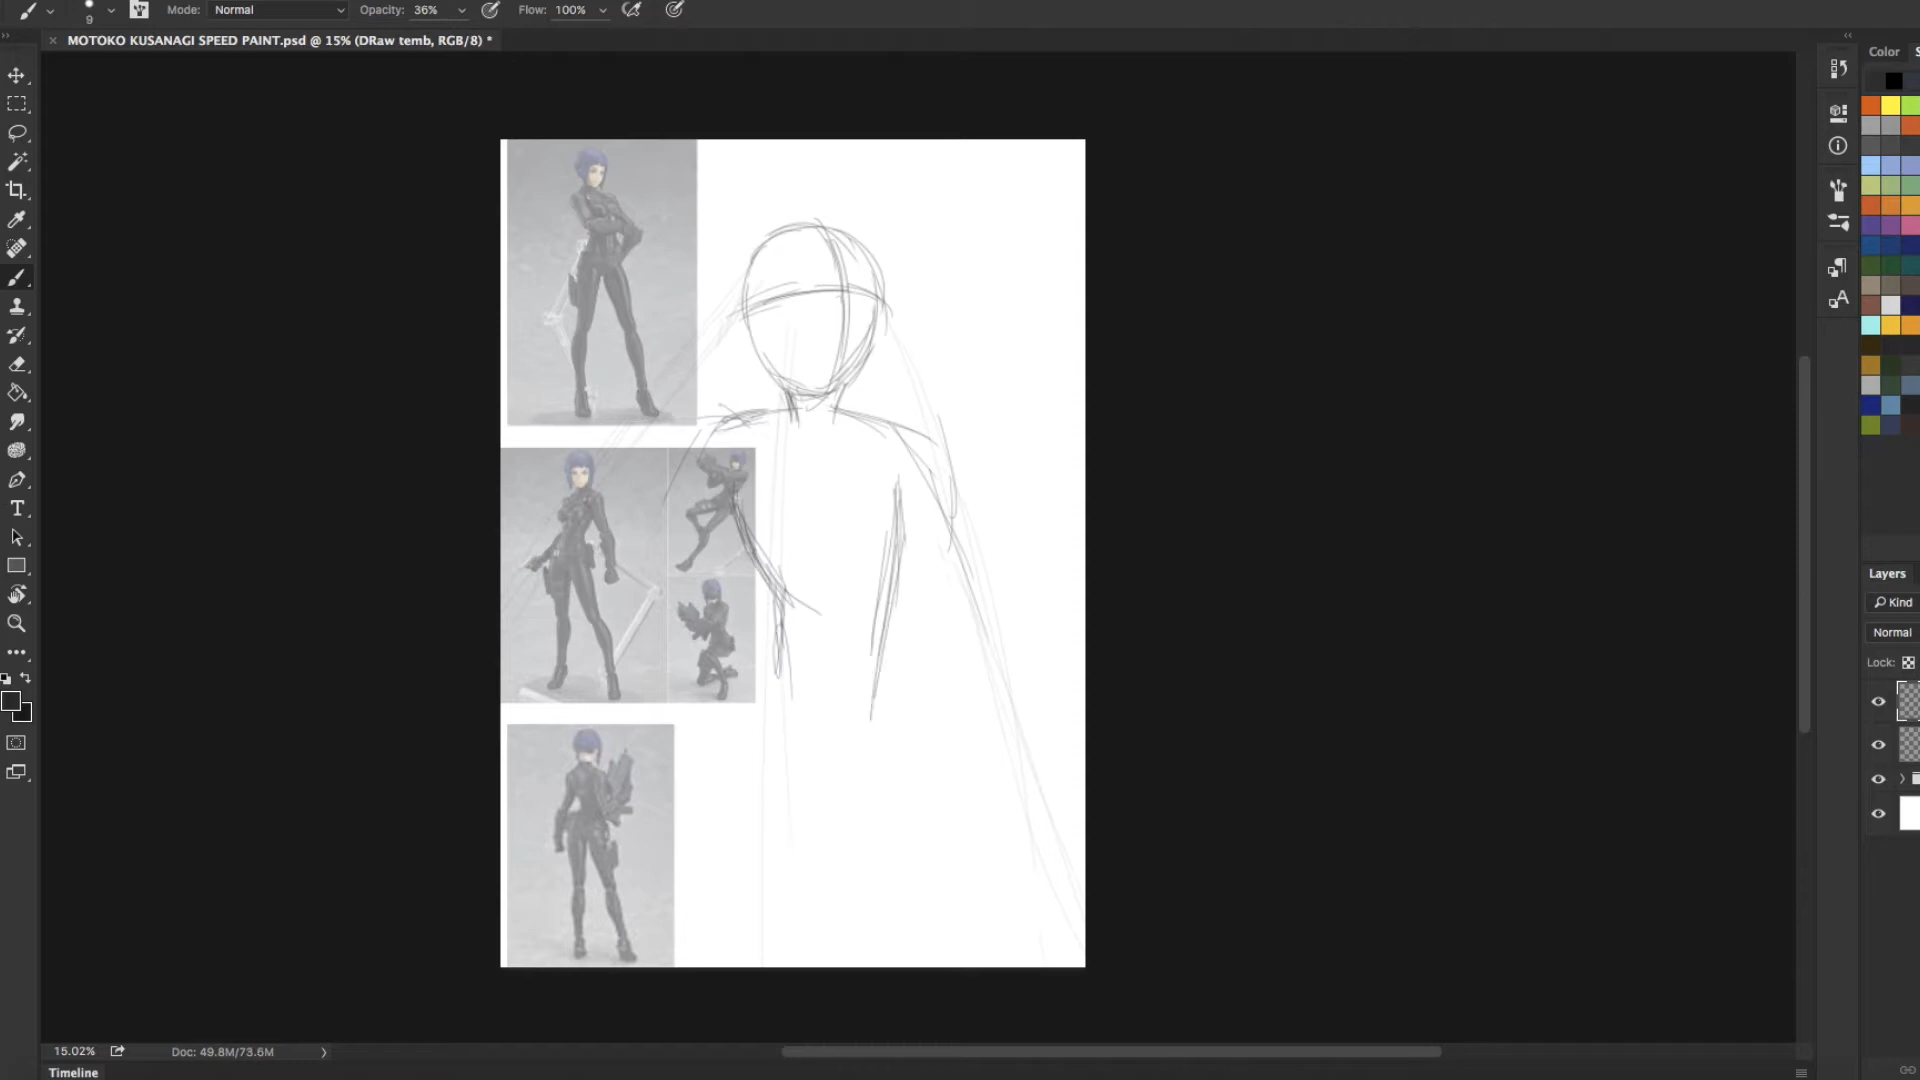 9
Mode: Normal
Opacity: 36%
Flow: 100%
MOTOKO KUSANAGI SPEED PAINT.psd @ 15% (DRaw temb, RGB/8) *
Color
Layers
Kind
Normal
Lock:
15.02%
Doc: 49.8M/73.6M
Timeline